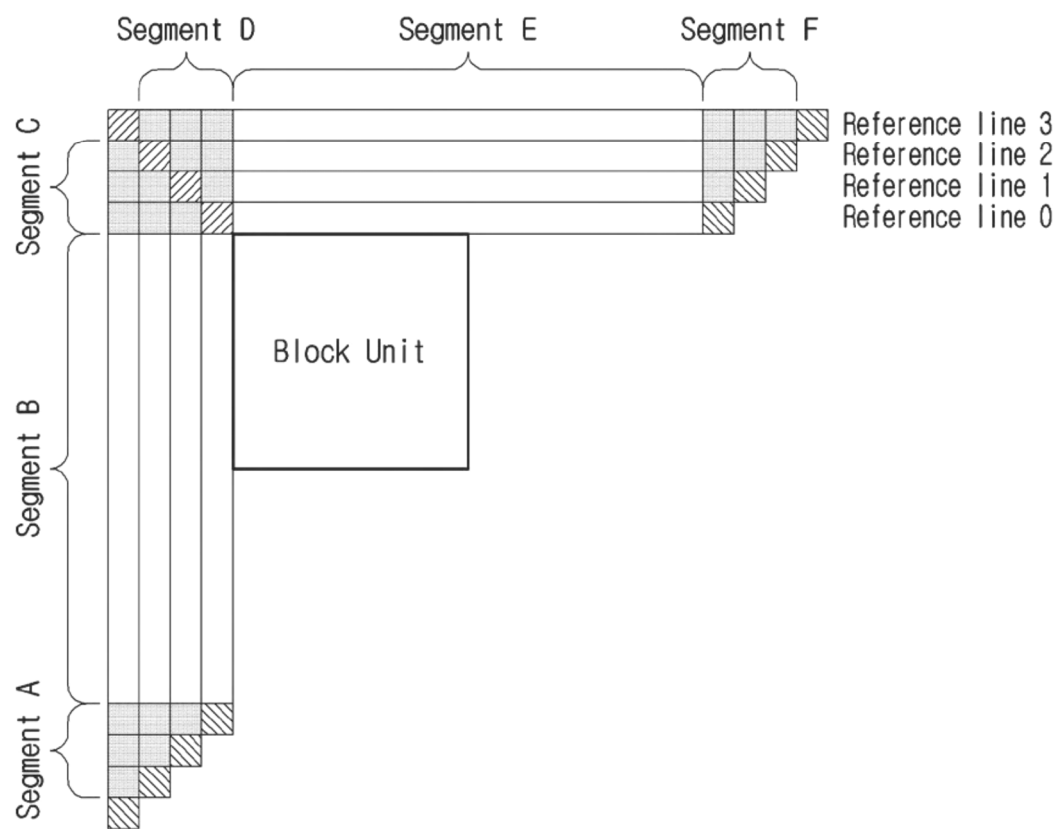 Segment D
Segment E
Segment F
Segment C
Reference line 3
Reference line 2
Reference line 1
Reference line 0
Block Unit
Segment B
Segment A